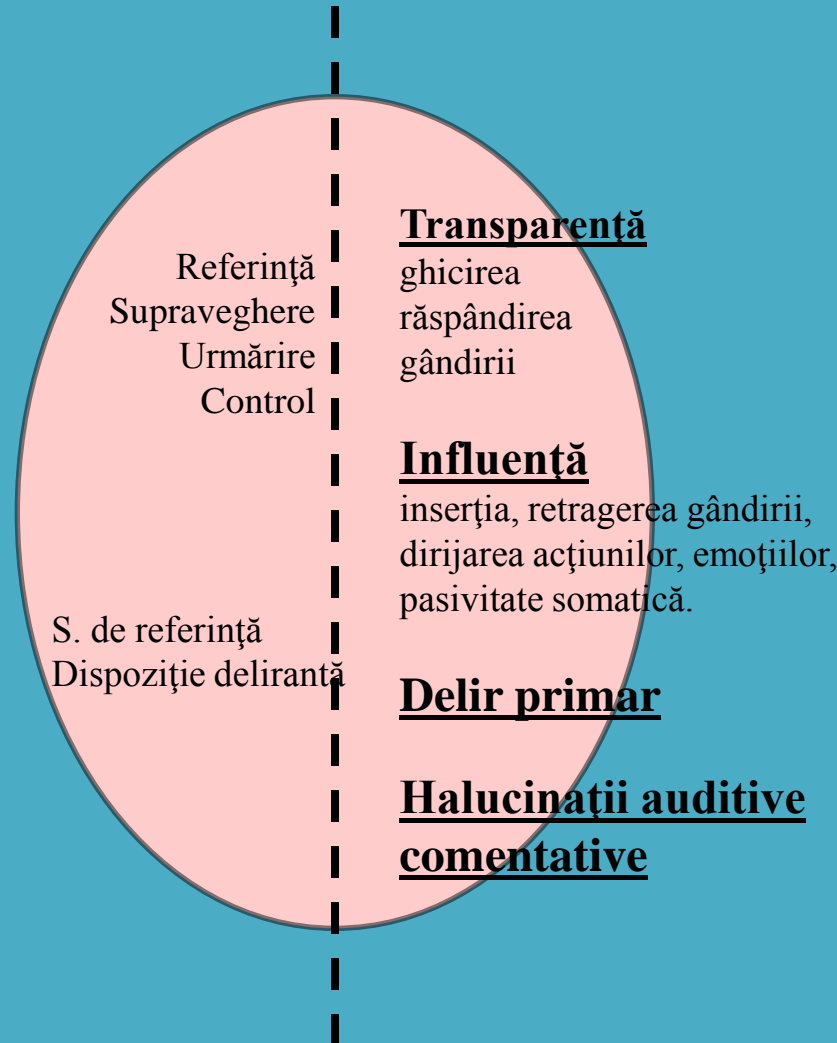 Referinţă
Supraveghere
Urmărire
Control
S. de referinţă
Dispoziţie delirantă
Transparenţă
ghicirea
răspândirea
gândirii
Influenţă
inserţia, retragerea gândirii,
dirijarea acţiunilor, emoţiilor,
pasivitate somatică.
Delir primar
Halucinaţii auditive
comentative